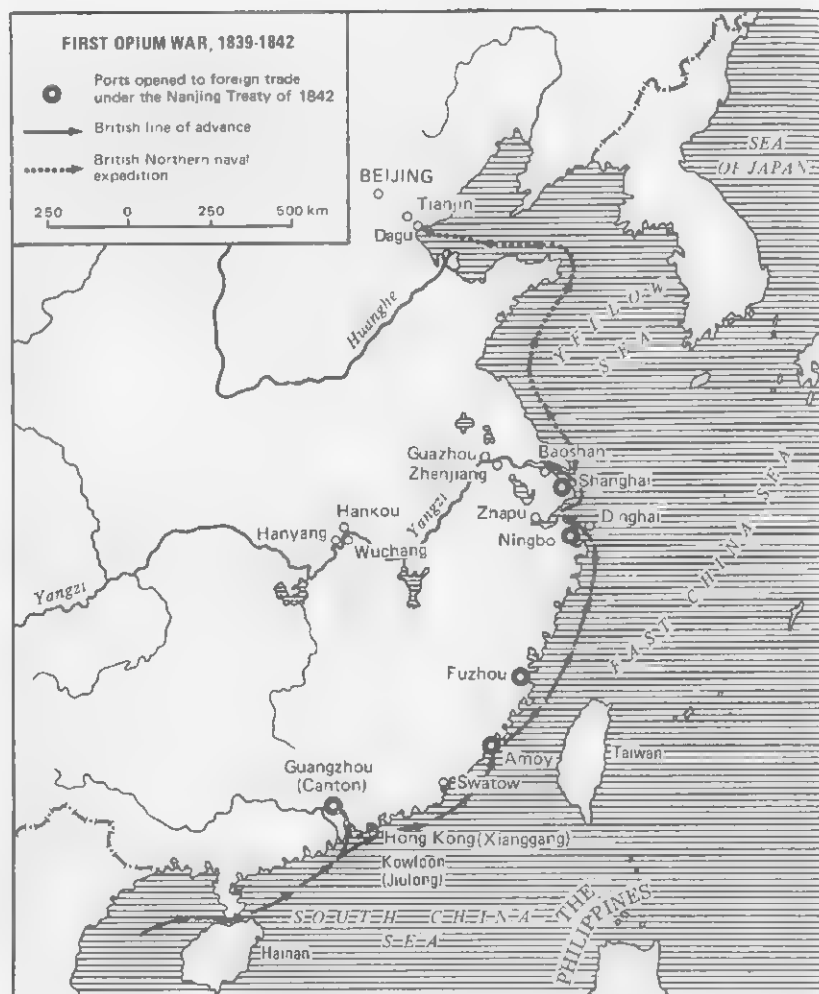 FIRST OPIUM WAR, 1839-1842
Ports opened to foreign trade
under the Nanjing Treaty of 1842
British line of advance
British Northern naval
expedition
250 0 250 500 km
SEA
OF JAPAN
BEIJING
Tianjin
Dagu
Huanghe
YELLOW
SEA
Guazhou
Zhenjiang
Baoshan
Shanghai
Znapu
Dinghai
Ningbo
Hankou
Hanyang
Wuchang
Yangzi
Yangzi
EAST CHINA SEA
Fuzhou
Amoy
Taiwan
Swatow
Guangzhou
(Canton)
Hong Kong (Xianggang)
Kowloon
(Jiulong)
SOUTH CHINA
SEA
Hainan
THE
PHILIPPINES